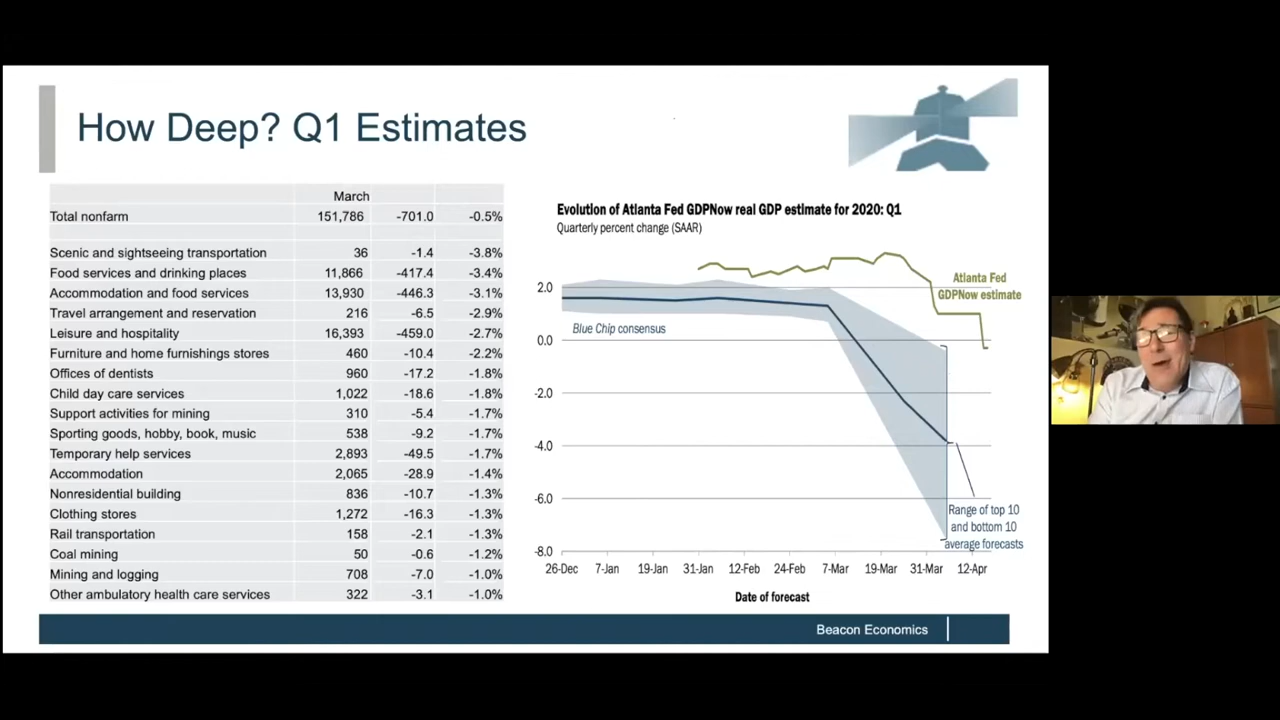 How Deep? Q1 Estimates
March
Total nonfarm 151,786 -701.0 -0.5%
Scenic and sightseeing transportation 36 -1.4 -3.8%
Food services and drinking places 11,866 -417.4 -3.4%
Accommodation and food services 13,930 -446.3 -3.1%
Travel arrangement and reservation 216 -6.5 -2.9%
Leisure and hospitality 16,393 -459.0 -2.7%
Furniture and home furnishings stores 460 -10.4 -2.2%
Offices of dentists 960 -17.2 -1.8%
Child day care services 1,022 -18.6 -1.8%
Support activities for mining 310 -5.4 -1.7%
Sporting goods, hobby, book, music 538 -9.2 -1.7%
Temporary help services 2,893 -49.5 -1.7%
Accommodation 2,065 -28.9 -1.4%
Nonresidential building 836 -10.7 -1.3%
Clothing stores 1,272 -16.3 -1.3%
Rail transportation 158 -2.1 -1.3%
Coal mining 50 -0.6 -1.2%
Mining and logging 708 -7.0 -1.0%
Other ambulatory health care services 322 -3.1 -1.0%
Evolution of Atlanta Fed GDPNow real GDP estimate for 2020: Q1
Quarterly percent change (SAAR)
Atlanta Fed
GDPNow estimate
2.0
Blue Chip consensus
0.0
-2.0
-4.0
-6.0
Range of top 10
and bottom 10
average forecasts
-8.0
26-Dec 7-Jan 19-Jan 31-Jan 12-Feb 24-Feb 7-Mar 19-Mar 31-Mar 12-Apr
Date of forecast
Beacon Economics